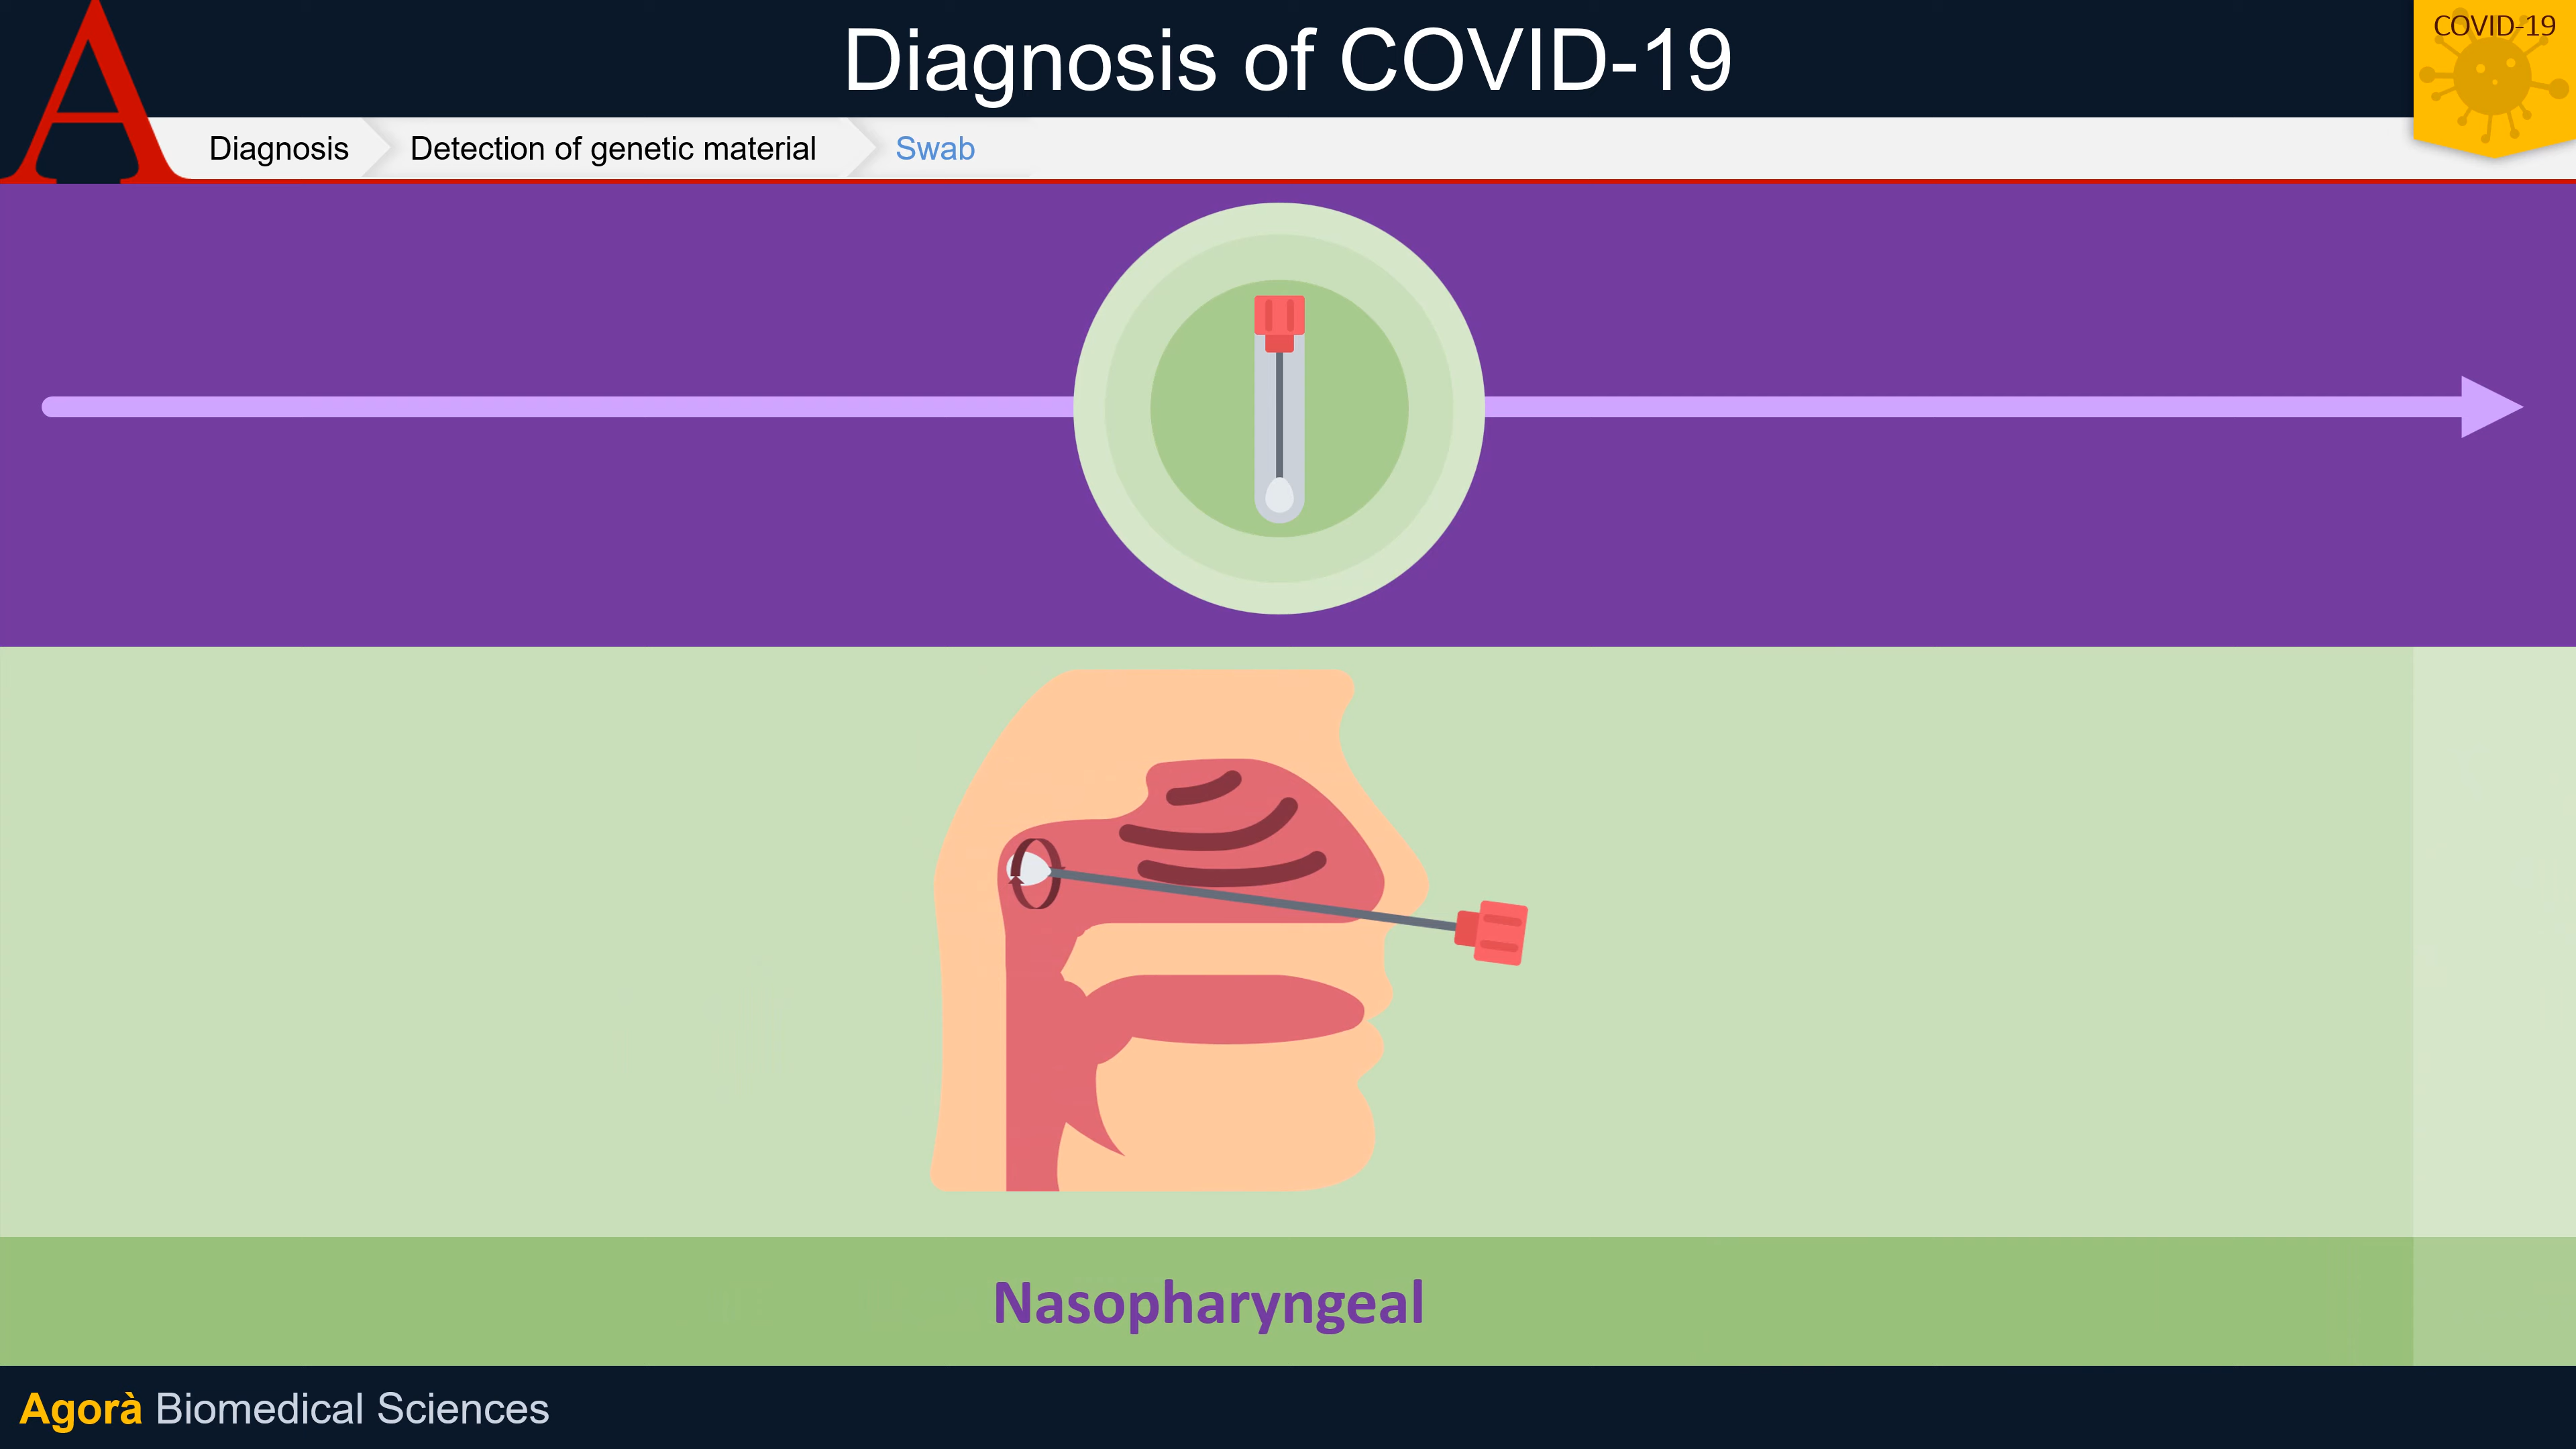 A
Diagnosis of COVID-19
COVID-19
Diagnosis
Detection of genetic material
Swab
Nasopharyngeal
Agorà Biomedical Sciences